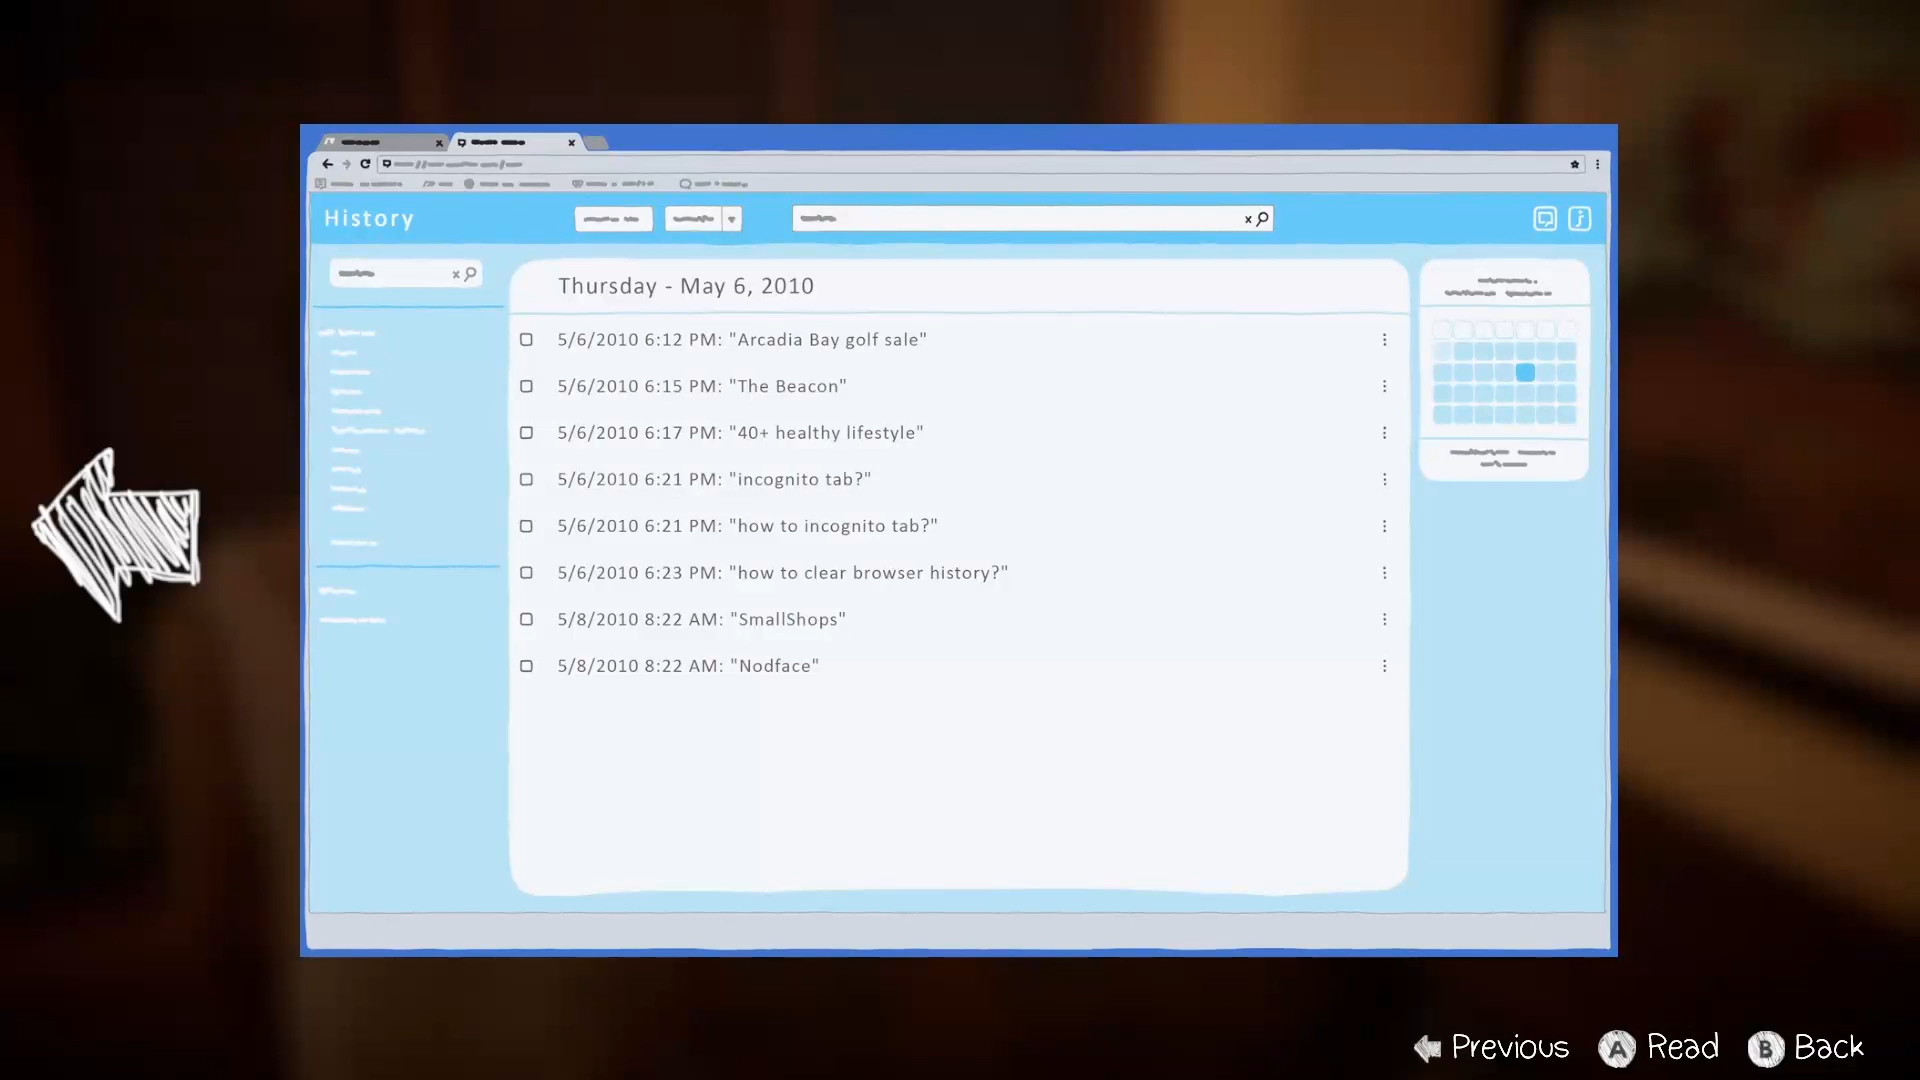 History
Thursday - May 6, 2010
5/6/2010 6:12 PM: "Arcadia Bay golf sale"
5/6/2010 6:15 PM: "The Beacon"
5/6/2010 6:17 PM: "40+ healthy lifestyle"
5/6/2010 6:21 PM: "incognito tab?"
5/6/2010 6:21 PM: "how to incognito tab?"
5/6/2010 6:23 PM: "how to clear browser history?"
5/8/2010 8:22 AM: "SmallShops"
5/8/2010 8:22 AM: "Nodface"
Previous A Read B Back